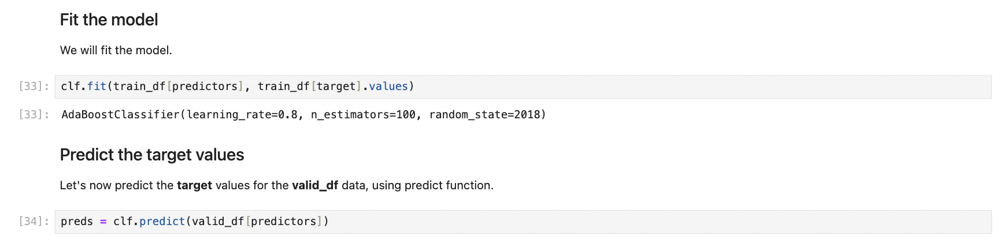 Fit the model
We will fit the model.
[33]: clf.fit(train_df[predictors], train_df[target].values)
[33]: AdaBoostClassifier(learning_rate=0.8, n_estimators=100, random_state=2018)
Predict the target values
Let's now predict the target values for the valid_df data, using predict function.
[34]: preds = clf.predict(valid_df[predictors])